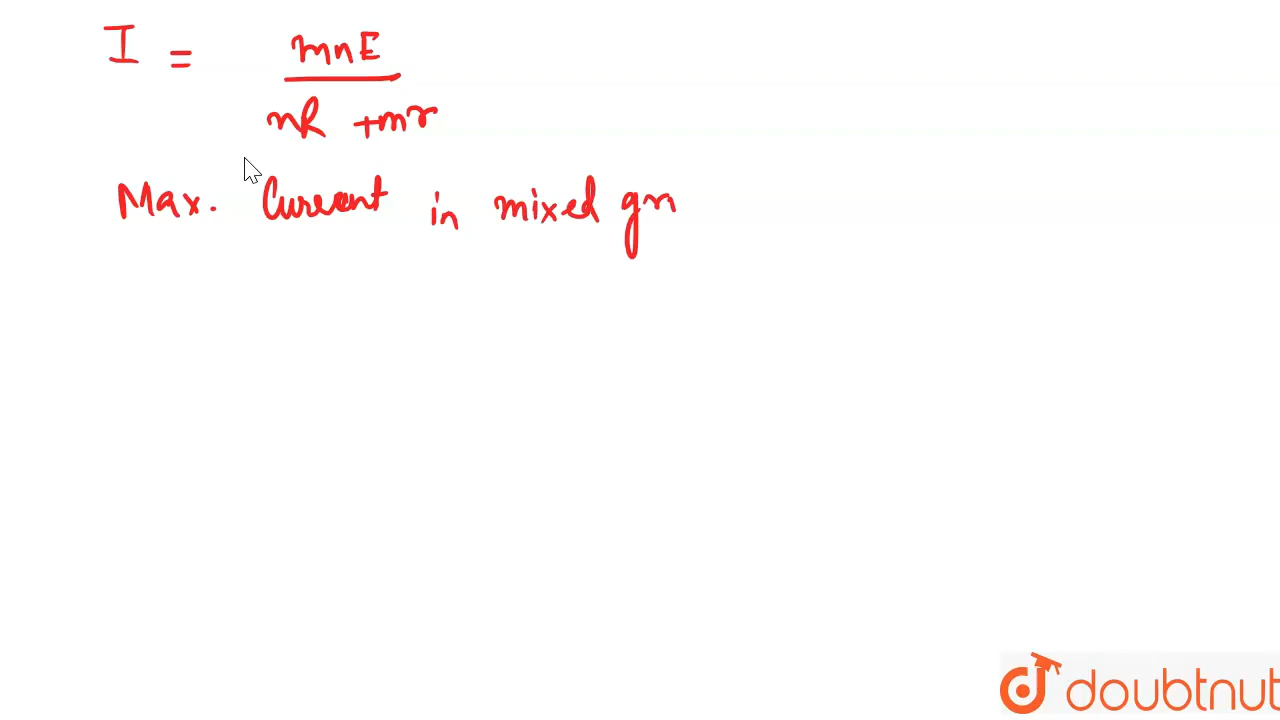 I = mnE
nR + mr
Max. Current in mixed grn
doubtnut